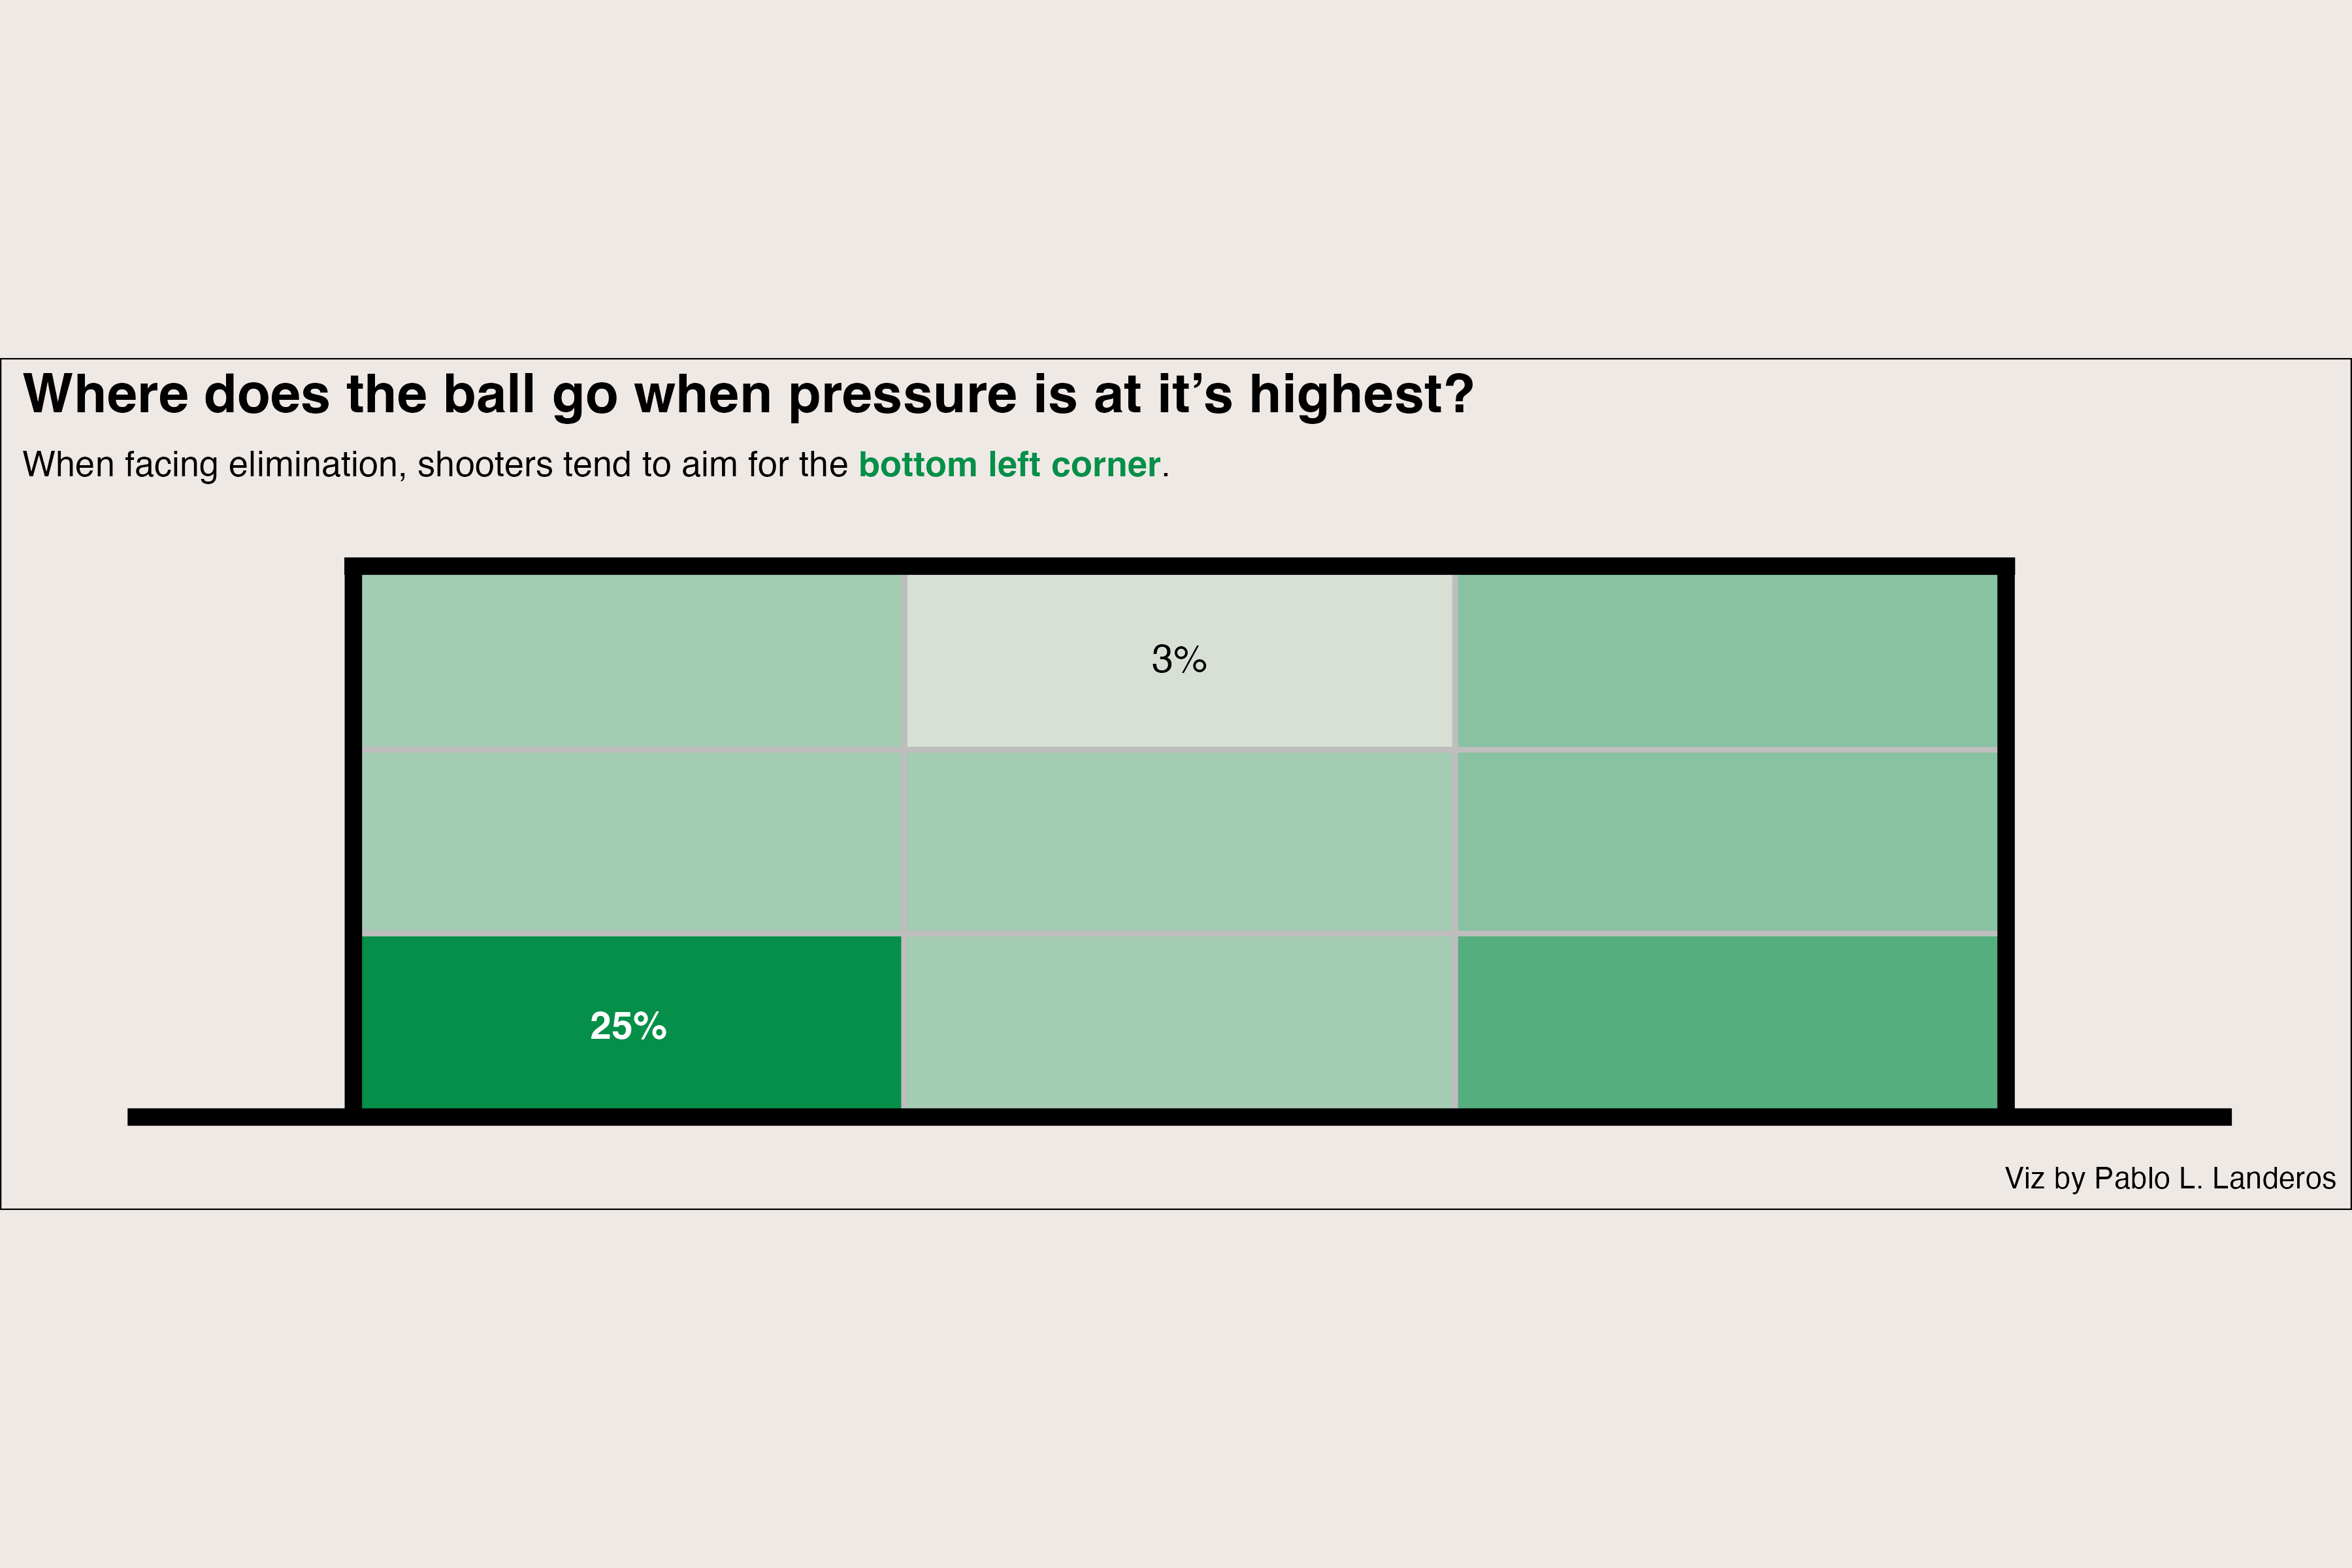 Where does the ball go when pressure is at it’s highest?
When facing elimination, shooters tend to aim for the bottom left corner.
3%
25%
Viz by Pablo L. Landeros